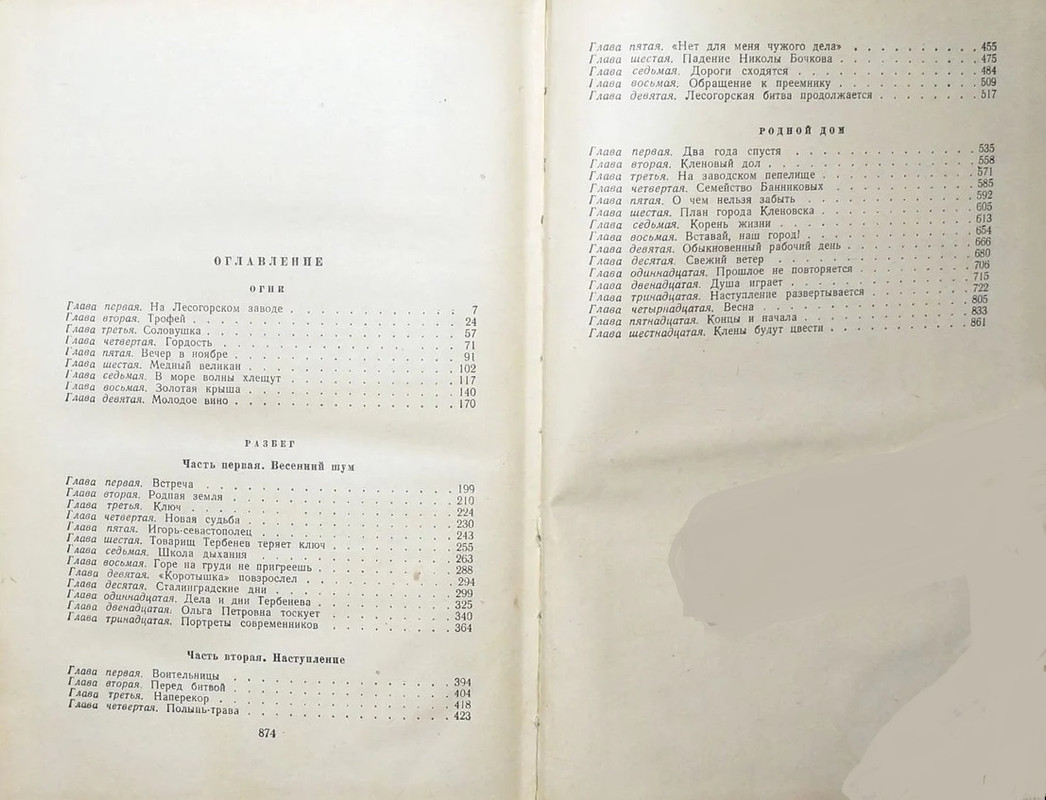 ОГЛАВЛЕНИЕ
ОГНИ
Глава первая. На Лесогорском заводе . . . . . . . . . . . 7
Глава вторая. Трофей . . . . . . . . . . . . . . . . . 24
Глава третья. Соловушка . . . . . . . . . . . . . . . . 57
Глава четвертая. Гордость . . . . . . . . . . . . . . . 71
Глава пятая. Вечер в ноябре . . . . . . . . . . . . . . 91
Глава шестая. Медный великан . . . . . . . . . . . . . 102
Глава седьмая. В море волны хлещут . . . . . . . . . . . 117
Глава восьмая. Золотая крыша . . . . . . . . . . . . . 140
Глава девятая. Молодое вино . . . . . . . . . . . . . . 170
РАЗБЕГ
Часть первая. Весенний шум
Глава первая. Встреча . . . . . . . . . . . . . . . . 199
Глава вторая. Родная земля . . . . . . . . . . . . . . 210
Глава третья. Ключ . . . . . . . . . . . . . . . . . 224
Глава четвертая. Новая судьба . . . . . . . . . . . . . 230
Глава пятая. Игорь-севастополец . . . . . . . . . . . . 243
Глава шестая. Товарищ Тербенев теряет ключ . . . . . . . . 255
Глава седьмая. Школа дыхания . . . . . . . . . . . . . 263
Глава восьмая. Горе на груди не пригреешь . . . . . . . . 288
Глава девятая. «Коротышка» повзрослел . . . . . . . . . . 294
Глава десятая. Сталинградские дни . . . . . . . . . . . 299
Глава одиннадцатая. Дела и дни Тербенева . . . . . . . . . 325
Глава двенадцатая. Ольга Петровна тоскует . . . . . . . . 340
Глава тринадцатая. Портреты современников . . . . . . . . 364
Часть вторая. Наступление
Глава первая. Воительницы . . . . . . . . . . . . . . 394
Глава вторая. Перед битвой . . . . . . . . . . . . . . 404
Глава третья. Наперекор . . . . . . . . . . . . . . . 418
Глава четвертая. Полынь-трава . . . . . . . . . . . . . 423
874
Глава пятая. «Нет для меня чужого дела» . . . . . . . . . 455
Глава шестая. Падение Николы Бочкова . . . . . . . . . . 475
Глава седьмая. Дороги сходятся . . . . . . . . . . . . . 484
Глава восьмая. Обращение к преемнику . . . . . . . . . . 509
Глава девятая. Лесогорская битва продолжается . . . . . . . 517
РОДНОЙ ДОМ
Глава первая. Два года спустя . . . . . . . . . . . . . 535
Глава вторая. Кленовый дол . . . . . . . . . . . . . . 558
Глава третья. На заводском пепелище . . . . . . . . . . . 571
Глава четвертая. Семейство Банниковых . . . . . . . . . . 585
Глава пятая. О чем нельзя забыть . . . . . . . . . . . . 592
Глава шестая. План города Кленовска . . . . . . . . . . . 605
Глава седьмая. Корень жизни . . . . . . . . . . . . . . 613
Глава восьмая. Вставай, наш город! . . . . . . . . . . . 654
Глава девятая. Обыкновенный рабочий день . . . . . . . . . 666
Глава десятая. Свежий ветер . . . . . . . . . . . . . . 680
Глава одиннадцатая. Прошлое не повторяется . . . . . . . . 706
Глава двенадцатая. Душа играет . . . . . . . . . . . . . 715
Глава тринадцатая. Наступление развертывается . . . . . . . 722
Глава четырнадцатая. Весна . . . . . . . . . . . . . . 805
Глава пятнадцатая. Концы и начала . . . . . . . . . . . 833
Глава шестнадцатая. Клены будут цвести . . . . . . . . . . 861